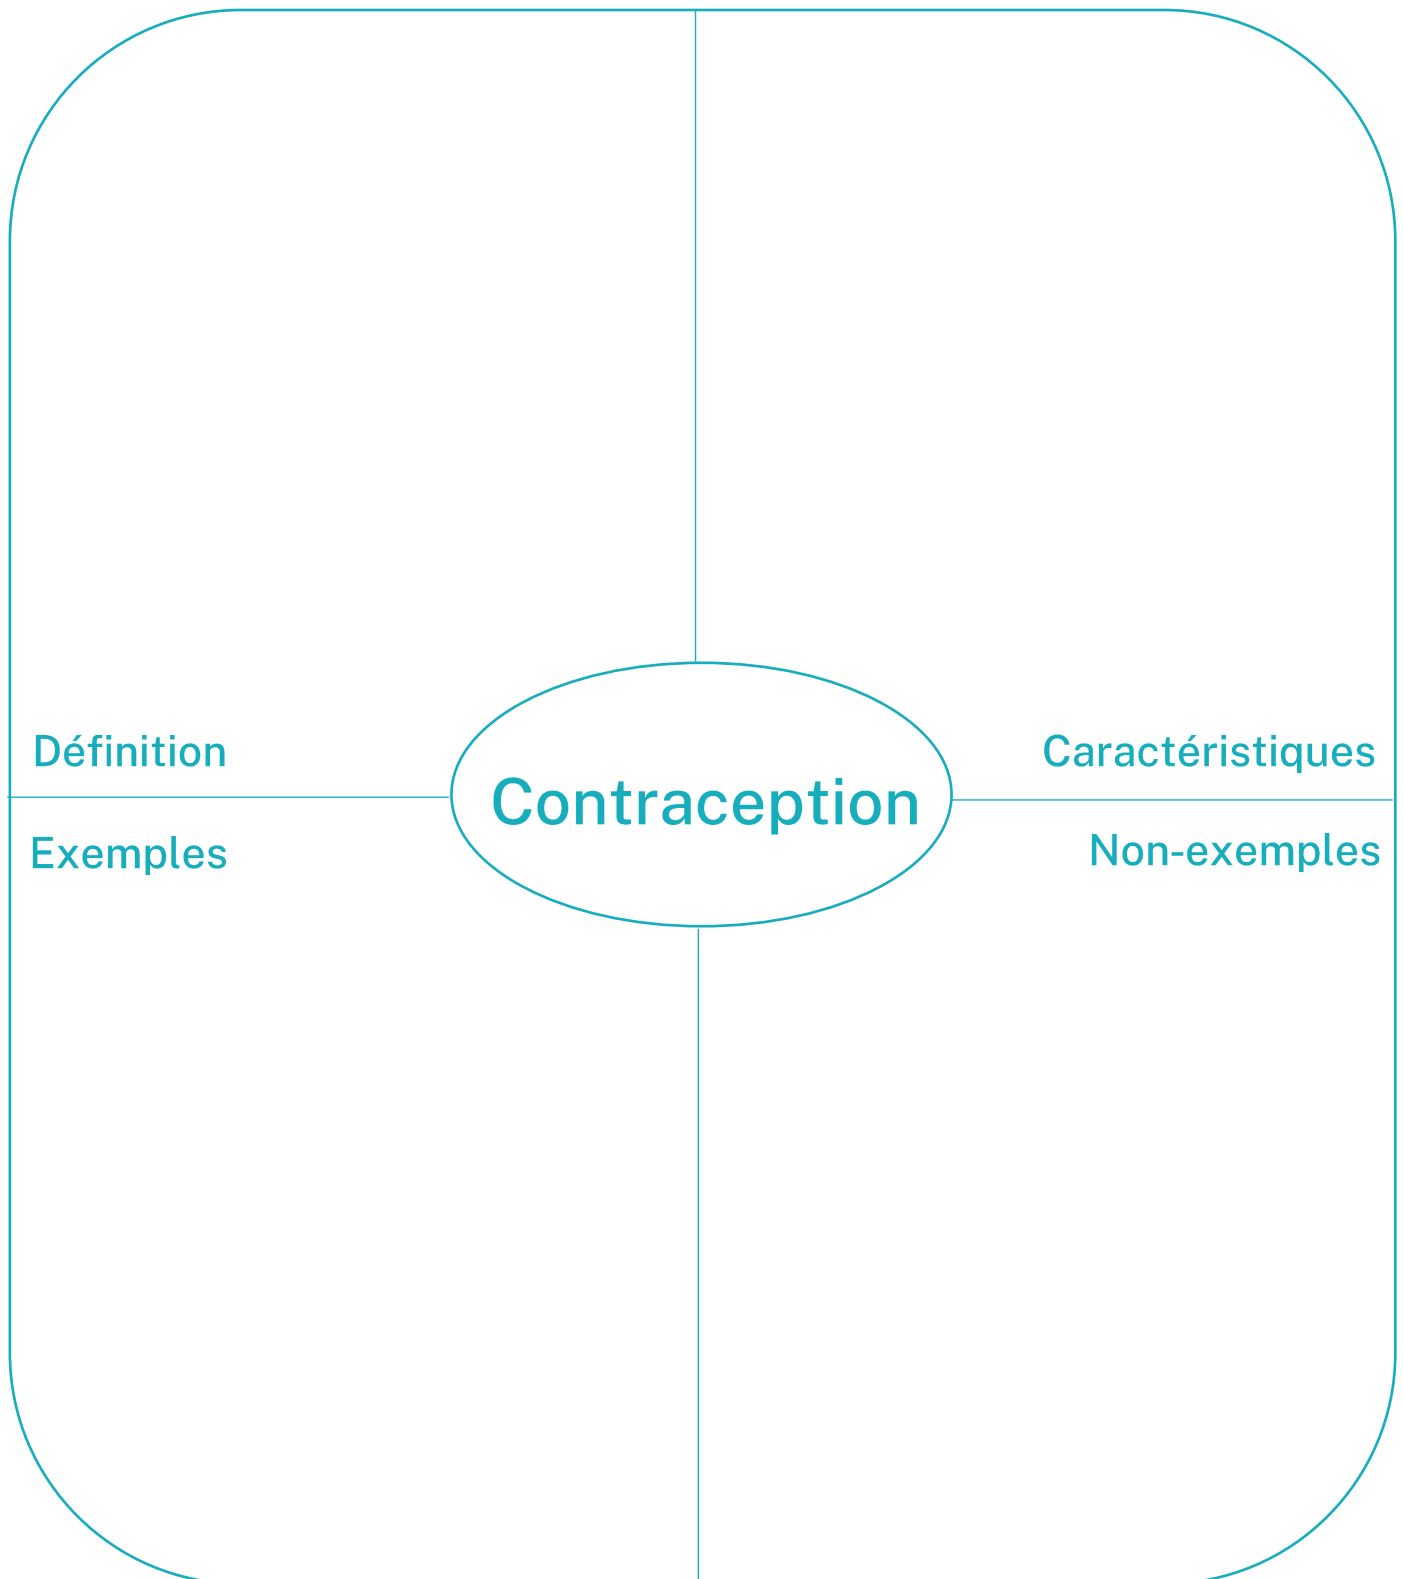 Définition
Caractéristiques
Contraception
Exemples
Non-exemples